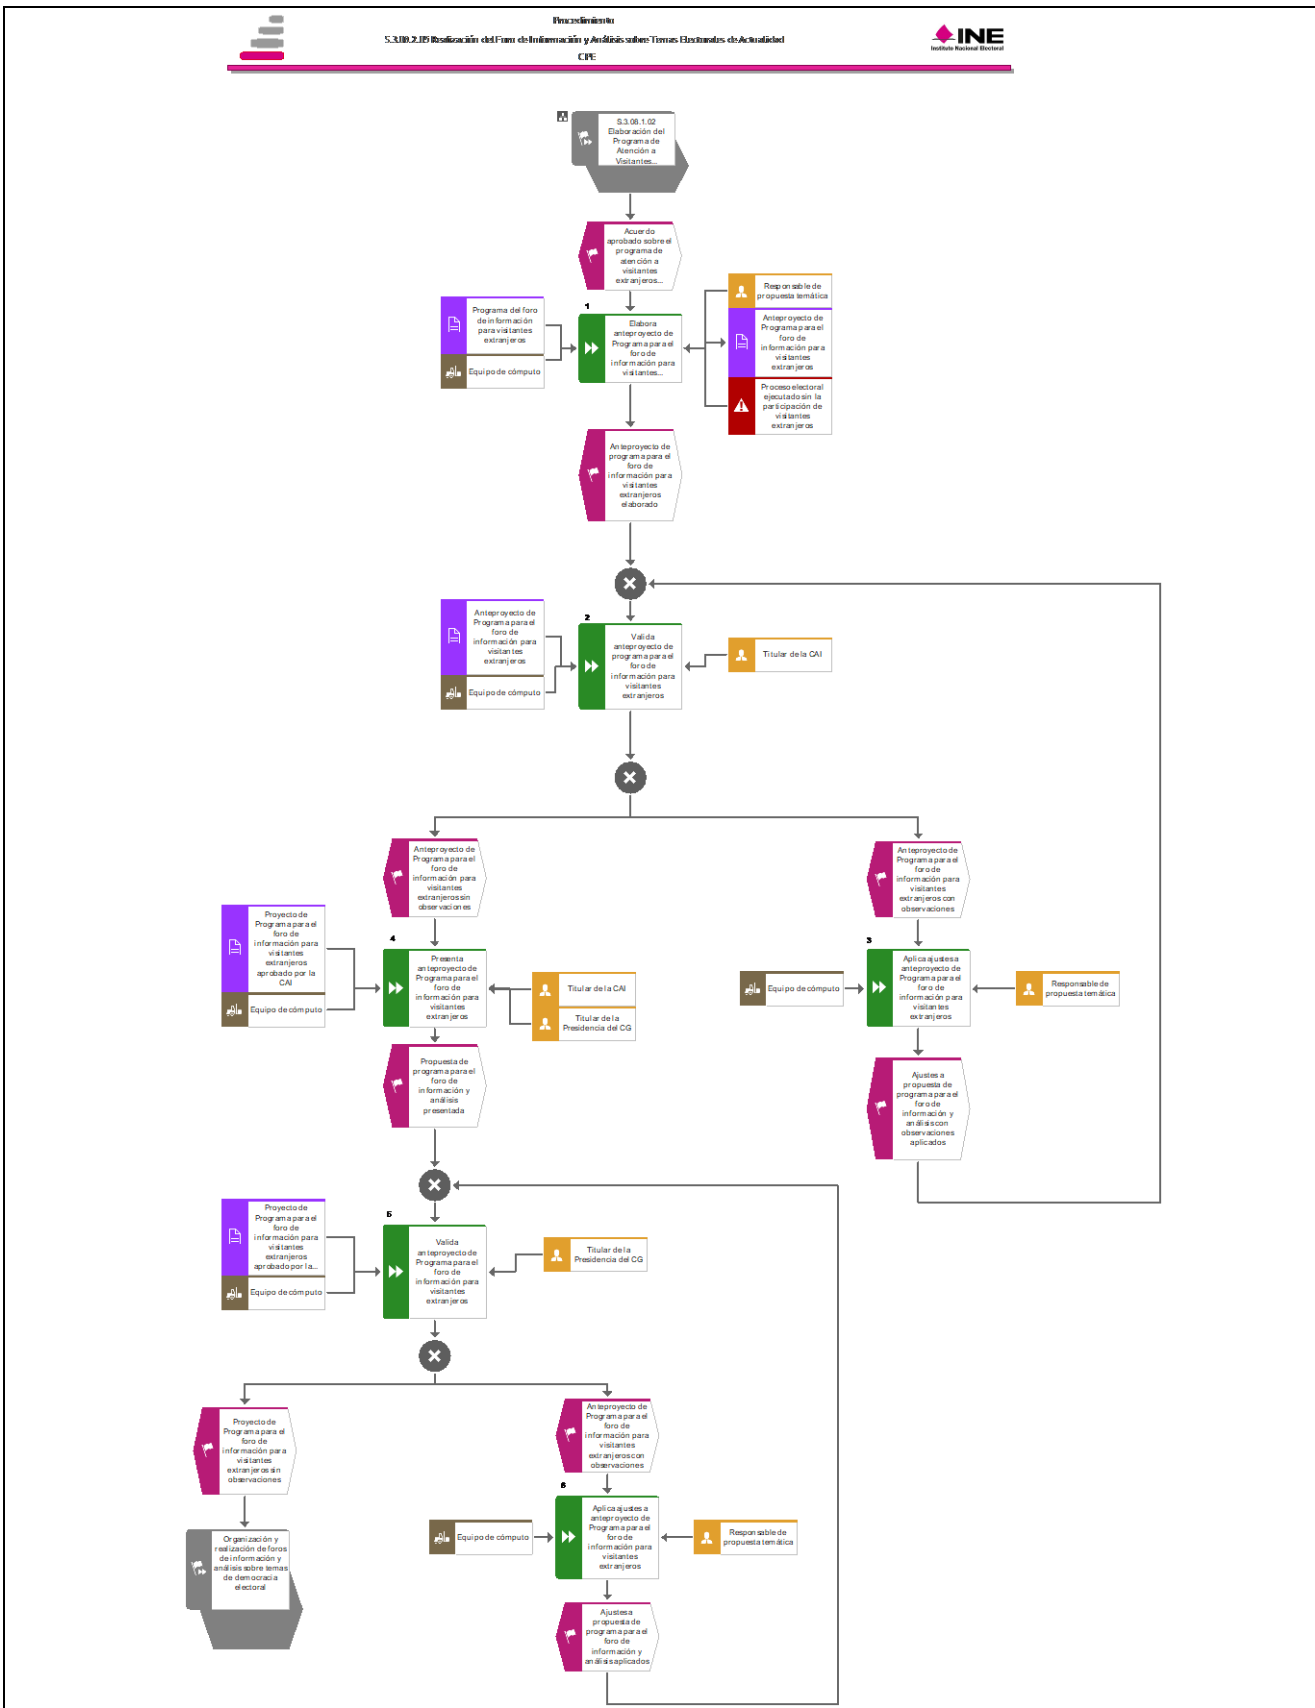 Procedimiento
S.3.08.2.05 Realización del Foro de Información y Análisis sobre Temas Electorales de Actualidad
CIPE
INE
Instituto Nacional Electoral
S.3.08.1.02
Elaboración del
Programa de
Atención a
Visitantes...
Acuerdo
aprobado sobre el
programa de
atención a
visitantes
extranjeros...
Programa del foro
de información
para visitantes
extranjeros
Equipo de cómputo
1
Elabora
anteproyecto de
Programa para el
foro de
información para
visitantes...
Responsable de
propuesta temática
Anteproyecto de
Programa para el
foro de
información para
visitantes
extranjeros
Proceso electoral
ejecutado sin la
participación de
visitantes
extranjeros
Anteproyecto de
programa para el
foro de
información para
visitantes
extranjeros
elaborado
Anteproyecto de
Programa para el
foro de
información para
visitantes
extranjeros
Equipo de cómputo
2
Valida
anteproyecto de
programa para el
foro de
información para
visitantes
extranjeros
Titular de la CAI
Anteproyecto de
Programa para el
foro de
información para
visitantes
extranjeros sin
observaciones
Anteproyecto de
Programa para el
foro de
información para
visitantes
extranjeros con
observaciones
Proyecto de
Programa para el
foro de
información para
visitantes
extranjeros
aprobado por la
CAI
Equipo de cómputo
4
Presenta
anteproyecto de
Programa para el
foro de
información para
visitantes
extranjeros
Titular de la CAI
Titular de la
Presidencia del CG
Equipo de cómputo
3
Aplica ajustes a
anteproyecto de
Programa para el
foro de
información para
visitantes
extranjeros
Responsable de
propuesta temática
Propuesta de
programa para el
foro de
información y
análisis
presentada
Ajustes a
propuesta de
programa para el
foro de
información y
análisis con
observaciones
aplicados
Proyecto de
Programa para el
foro de
información para
visitantes
extranjeros
aprobado por la...
Equipo de cómputo
5
Valida
anteproyecto de
Programa para el
foro de
información para
visitantes
extranjeros
Titular de la
Presidencia del CG
Proyecto de
Programa para el
foro de
información para
visitantes
extranjeros sin
observaciones
Anteproyecto de
Programa para el
foro de
información para
visitantes
extranjeros con
observaciones
Organización y
realización de foros
de información y
análisis sobre temas
de democracia
electoral
Equipo de cómputo
6
Aplica ajustes a
anteproyecto de
Programa para el
foro de
información para
visitantes
extranjeros
Responsable de
propuesta temática
Ajustes a
propuesta de
programa para el
foro de
información y
análisis aplicados